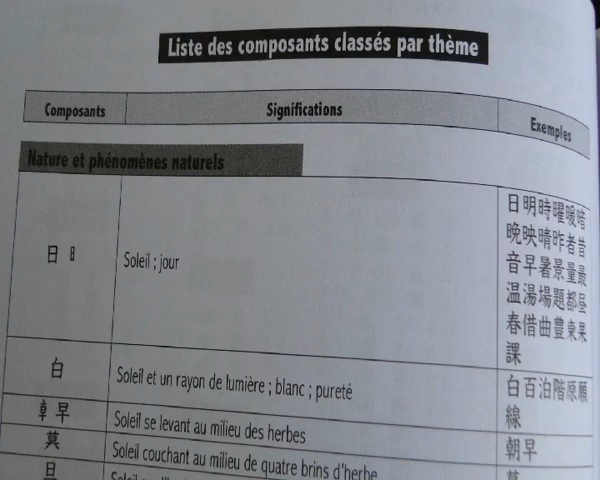 Liste des composants classés par thème
Composants Significations Exemples
Nature et phénomènes naturels
日 Soleil ; jour
日明時曜暖暗
晩映晴昨者昔
音早暑景量最
温湯場題都昼
春借曲豊東果
課
白 Soleil et un rayon de lumière ; blanc ; pureté
白百泊階原願
線
早 Soleil se levant au milieu des herbes
朝早
莫 Soleil couchant au milieu de quatre brins d'herbe
旦